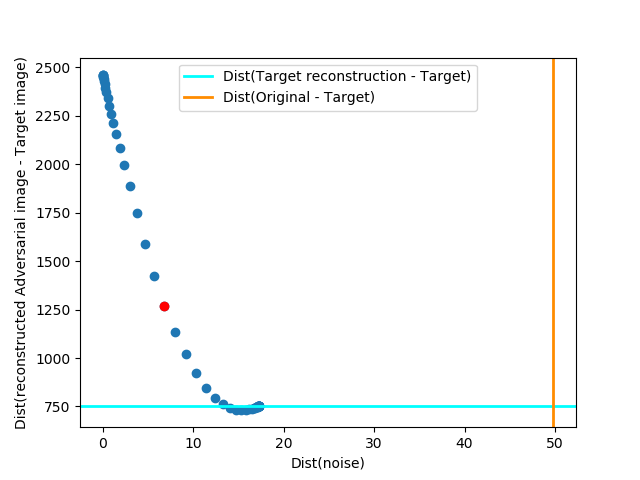 Dist(Target reconstruction - Target)
Dist(Original - Target)
Dist(reconstructed Adversarial image - Target image)
2500
2250
2000
1750
1500
1250
1000
750
0 10 20 30 40 50
Dist(noise)